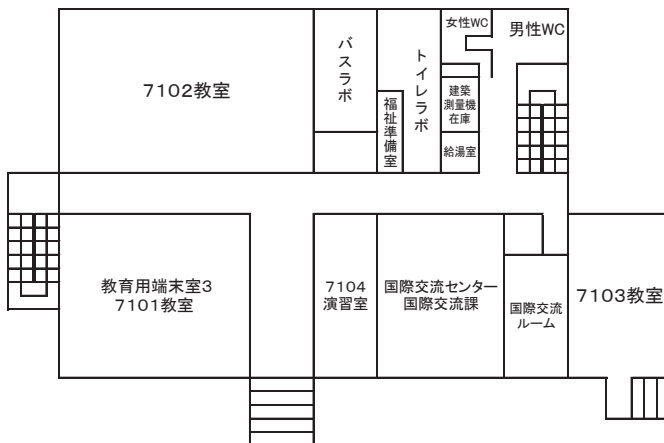 7102教室
バスラボ
福祉準備室
トイレラボ
女性WC
男性WC
建築
測量機
在庫
給湯室
教育用端末室3
7101教室
7104
演習室
国際交流センター
国際交流課
国際交流
ルーム
7103教室